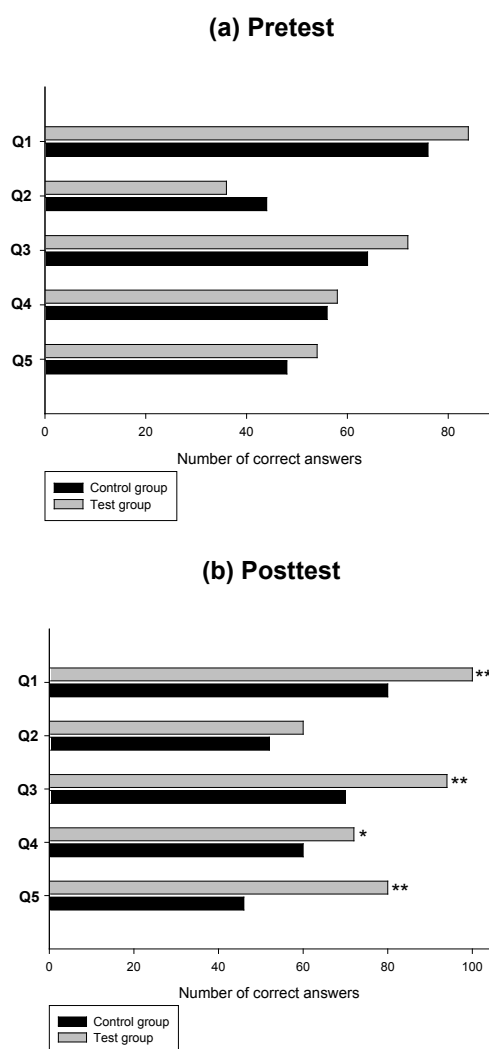 (a) Pretest
Q1
Q2
Q3
Q4
Q5
0 20 40 60 80
Number of correct answers
Control group
Test group
(b) Posttest
Q1 **
Q2
Q3 **
Q4 *
Q5 **
0 20 40 60 80 100
Number of correct answers
Control group
Test group